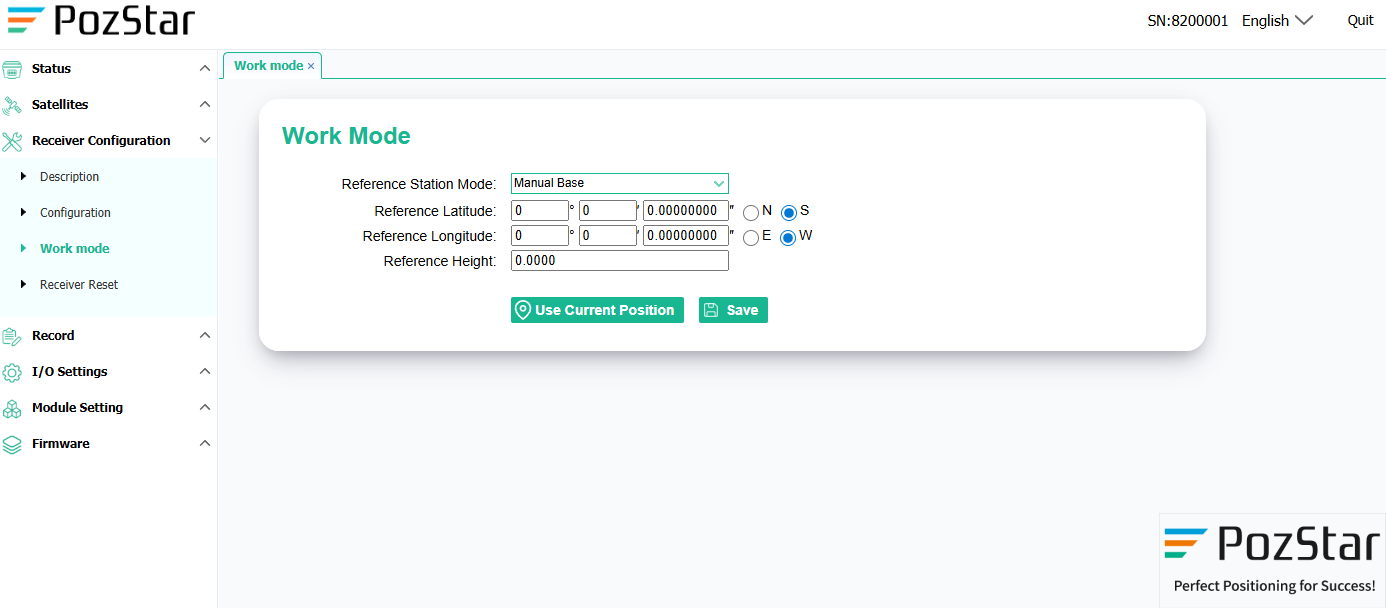 PozStar
SN:8200001 English Quit
Status
Satellites
Receiver Configuration
Description
Configuration
Work mode
Receiver Reset
Record
I/O Settings
Module Setting
Firmware
Work mode ×
Work Mode
Reference Station Mode: Manual Base
Reference Latitude: 0 ° 0 ′ 0.00000000 ″ N S
Reference Longitude: 0 ° 0 ′ 0.00000000 ″ E W
Reference Height: 0.0000
Use Current Position Save
PozStar
Perfect Positioning for Success!